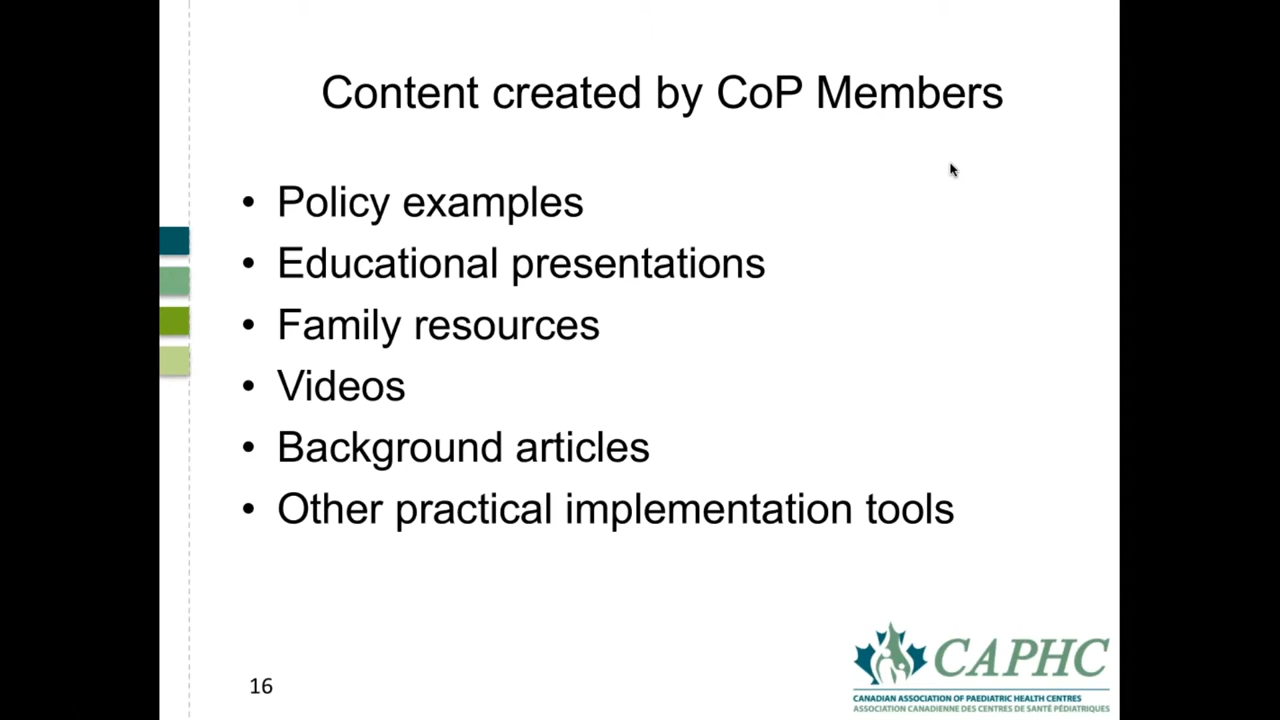 Content created by CoP Members
• Policy examples
• Educational presentations
• Family resources
• Videos
• Background articles
• Other practical implementation tools
16
CAPHC
CANADIAN ASSOCIATION OF PAEDIATRIC HEALTH CENTRES
ASSOCIATION CANADIENNE DES CENTRES DE SANTÉ PÉDIATRIQUES